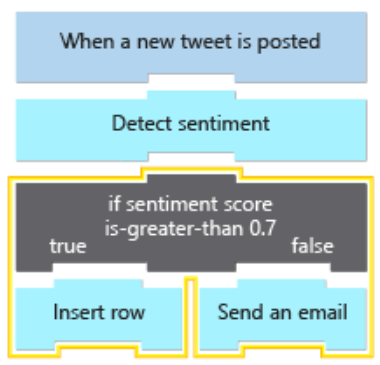 When a new tweet is posted
Detect sentiment
if sentiment score
is-greater-than 0.7
true false
Insert row
Send an email